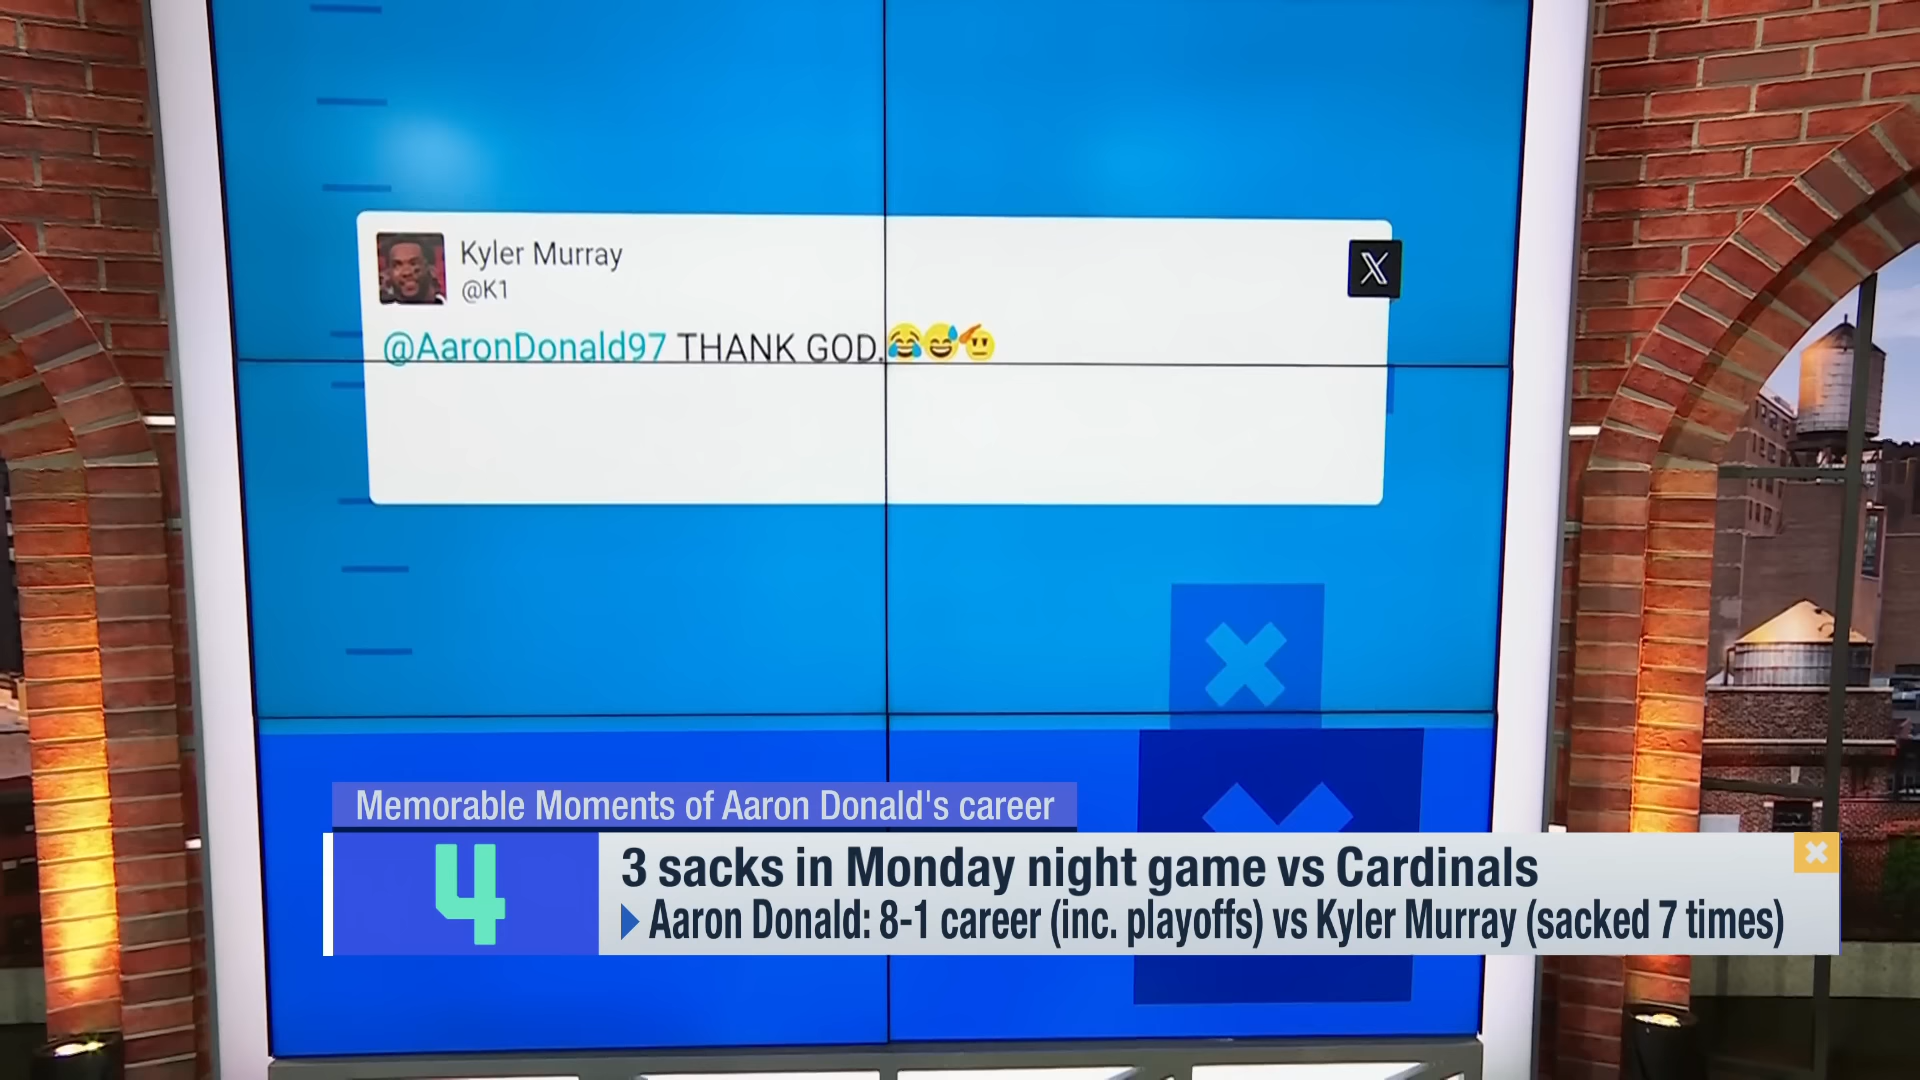 Kyler Murray
@K1
@AaronDonald97 THANK GOD.😂😅🫡
Memorable Moments of Aaron Donald's career
4
3 sacks in Monday night game vs Cardinals
Aaron Donald: 8-1 career (inc. playoffs) vs Kyler Murray (sacked 7 times)